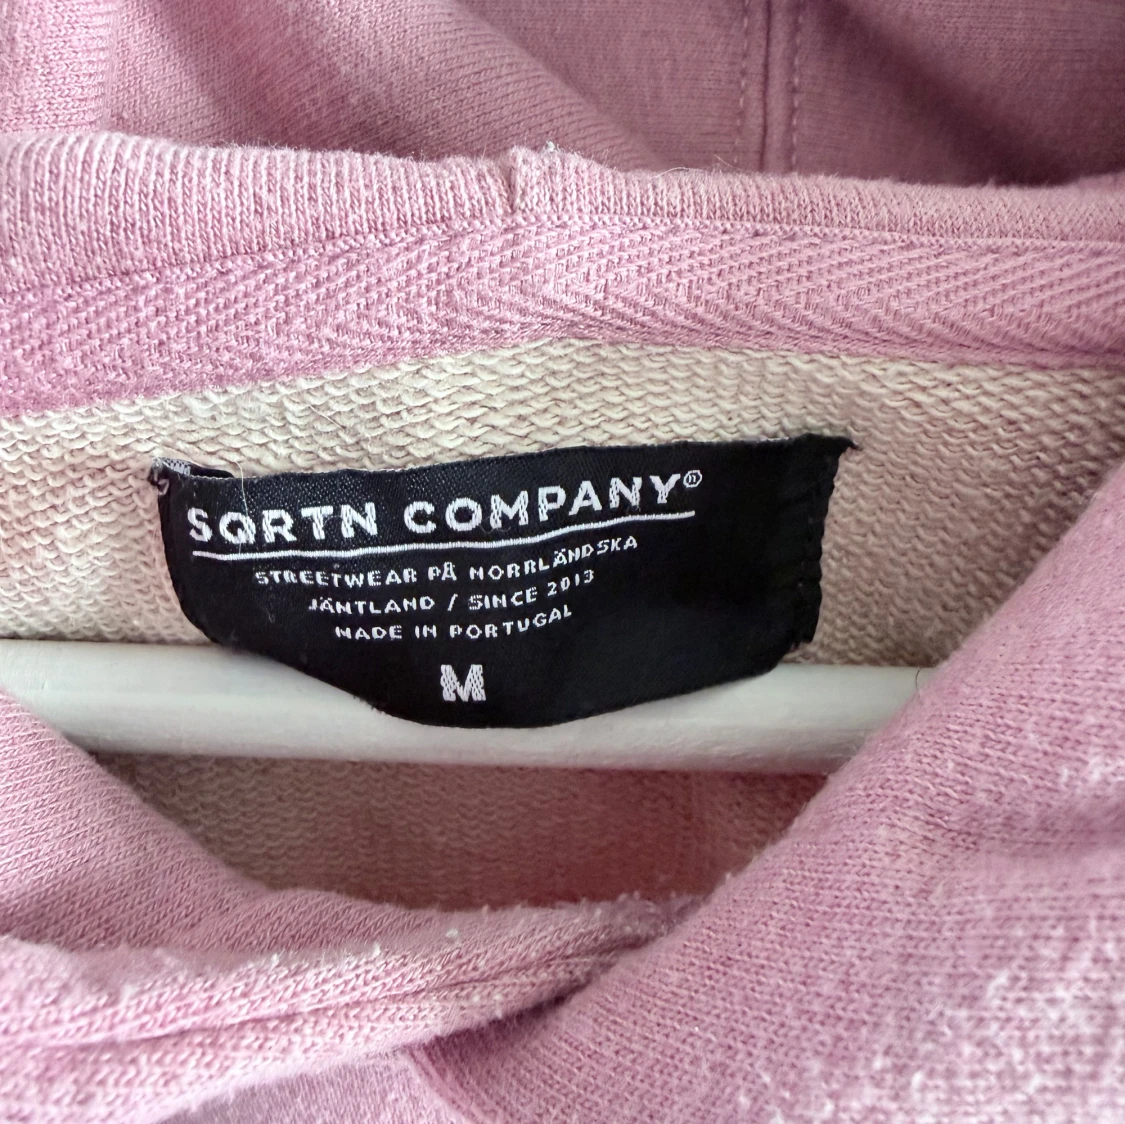 SQRTN COMPANY®
STREETWEAR PÅ NORRLÄNDSKA
JÄNTLAND / SINCE 2013
MADE IN PORTUGAL
M